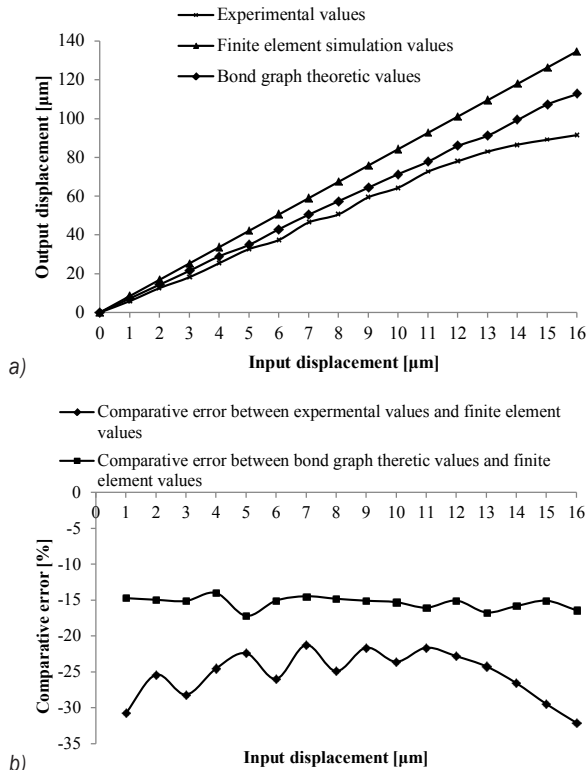 Experimental values
Finite element simulation values
Bond graph theoretic values
Output displacement [µm]
140
120
100
80
60
40
20
0
0 1 2 3 4 5 6 7 8 9 10 11 12 13 14 15 16
Input displacement [µm]
a)
Comparative error between expermental values and finite element
values
Comparative error between bond graph theretic values and finite
element values
Comparative error [%]
0
0 1 2 3 4 5 6 7 8 9 10 11 12 13 14 15 16
-5
-10
-15
-20
-25
-30
-35
Input displacement [µm]
b)